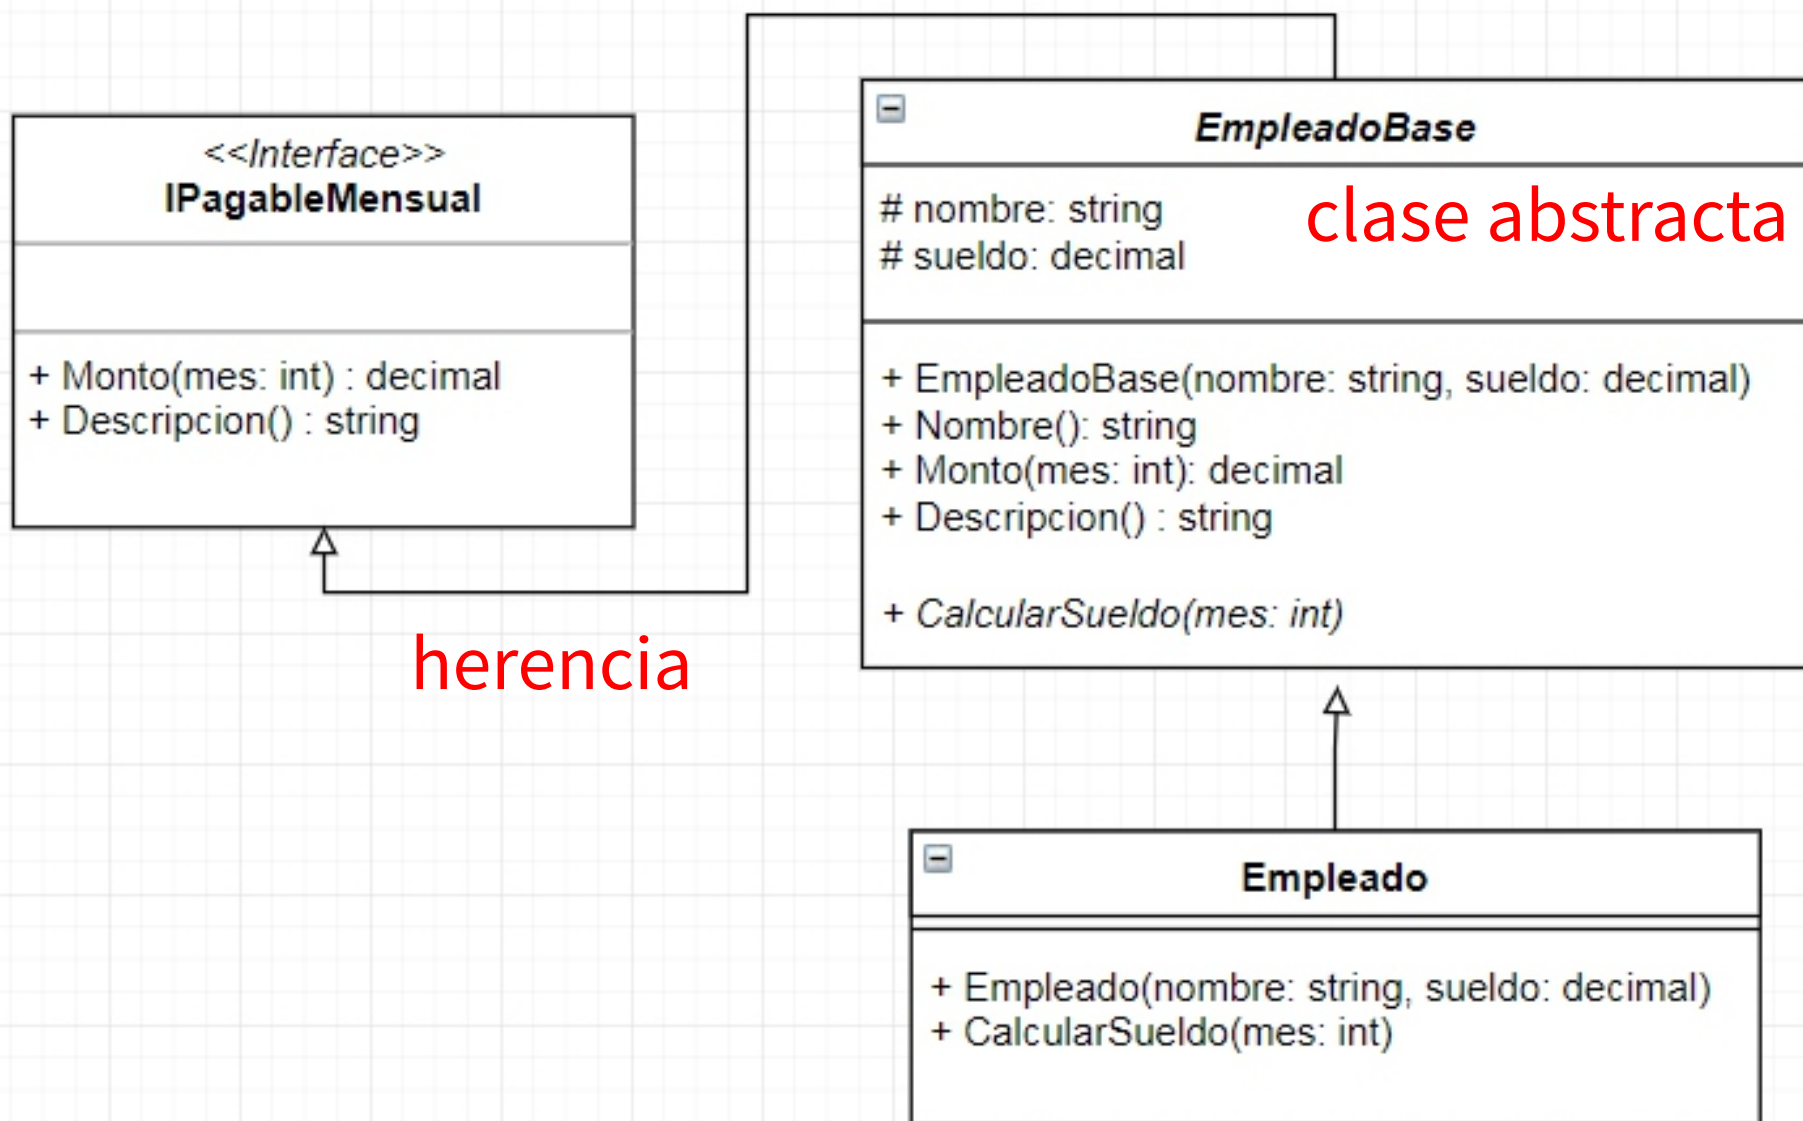 <<Interface>>
IPagableMensual
+ Monto(mes: int) : decimal
+ Descripcion() : string
herencia
EmpleadoBase
clase abstracta
# nombre: string
# sueldo: decimal
+ EmpleadoBase(nombre: string, sueldo: decimal)
+ Nombre(): string
+ Monto(mes: int): decimal
+ Descripcion() : string
+ CalcularSueldo(mes: int)
Empleado
+ Empleado(nombre: string, sueldo: decimal)
+ CalcularSueldo(mes: int)